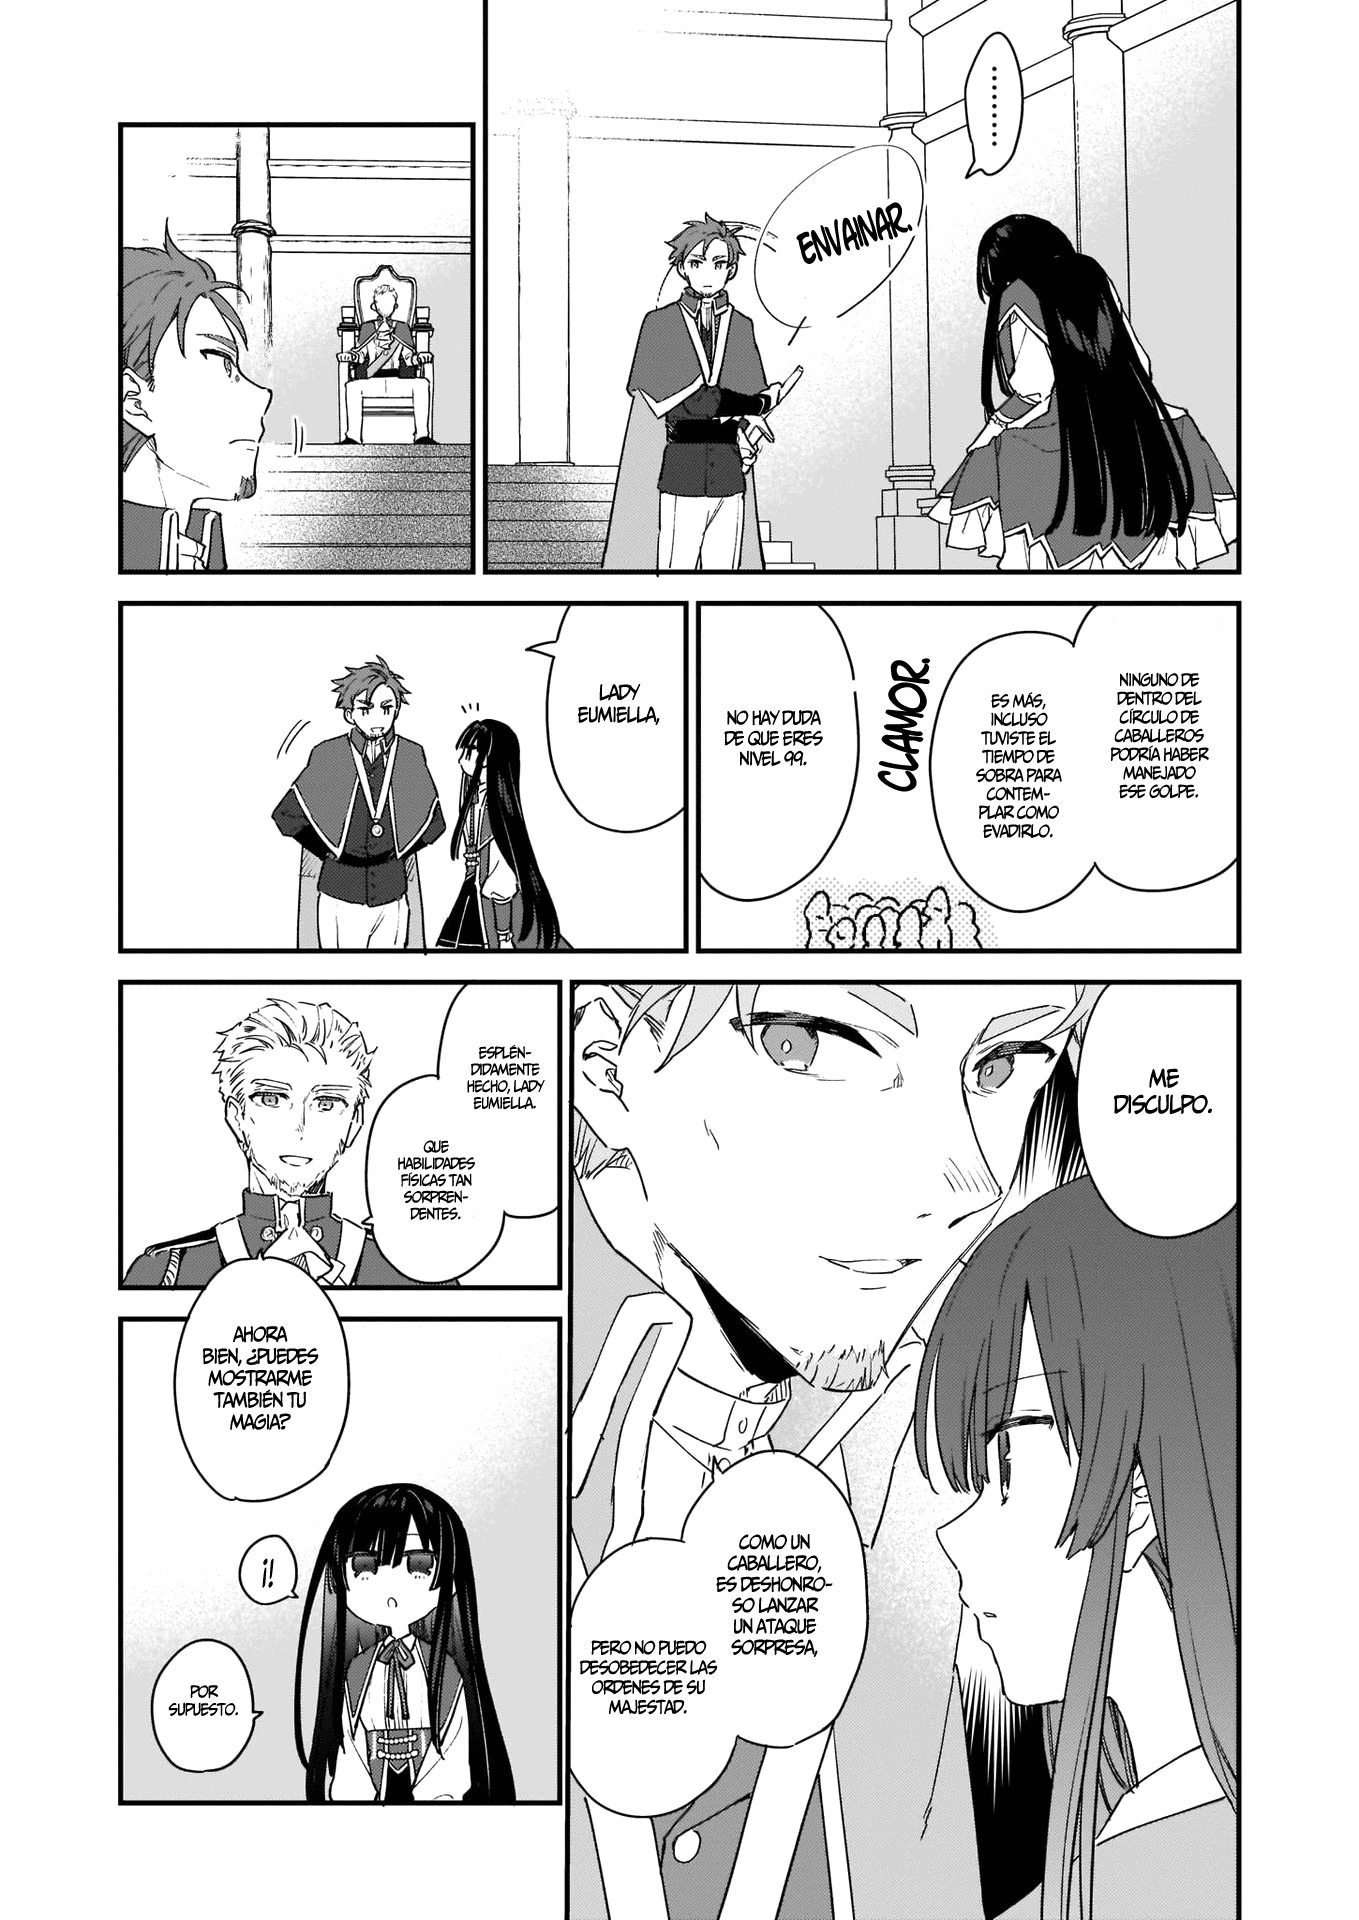 .........
ENVAINAR.
NINGUNO DE
DENTRO DEL
CÍRCULO DE
CABALLEROS
PODRÍA HABER
MANEJADO
ESE GOLPE.
ES MÁS,
INCLUSO
TUVISTE EL
TIEMPO DE
SOBRA PARA
CONTEM-
PLAR COMO
EVADIRLO.
CLAMOR.
NO HAY DUDA
DE QUE ERES
NIVEL 99.
LADY
EUMIELLA,
ME
DISCULPO.
COMO UN
CABALLERO,
ES DESHONRO-
SO LANZAR
UN ATAQUE
SORPRESA,
PERO NO PUEDO
DESOBEDECER LAS
ORDENES DE SU
MAJESTAD.
ESPLÉN-
DIDAMENTE
HECHO, LADY
EUMIELLA.
QUE
HABILIDADES
FÍSICAS TAN
SORPREN-
DENTES.
AHORA
BIEN, ¿PUEDES
MOSTRARME
TAMBIÉN TU
MAGIA?
¡!
POR
SUPUESTO.